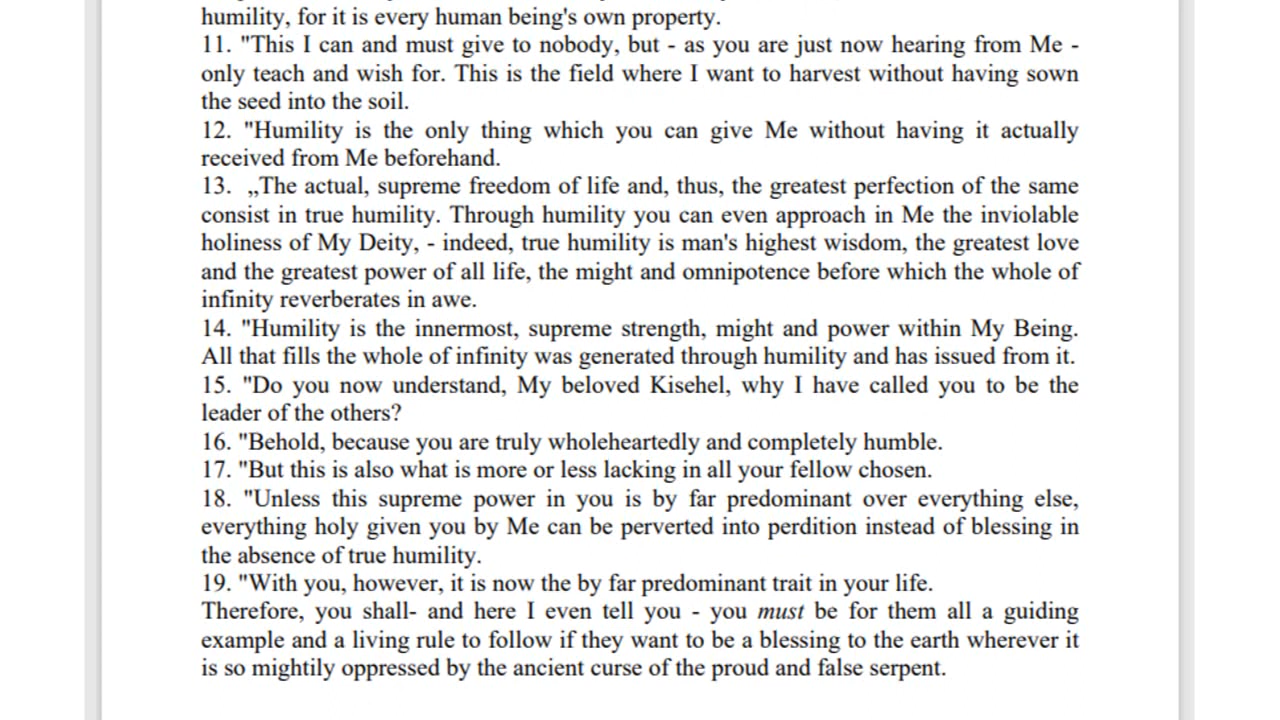 humility, for it is every human being's own property.
11. "This I can and must give to nobody, but - as you are just now hearing from Me -
only teach and wish for. This is the field where I want to harvest without having sown
the seed into the soil.
12. "Humility is the only thing which you can give Me without having it actually
received from Me beforehand.
13. „The actual, supreme freedom of life and, thus, the greatest perfection of the same
consist in true humility. Through humility you can even approach in Me the inviolable
holiness of My Deity, - indeed, true humility is man's highest wisdom, the greatest love
and the greatest power of all life, the might and omnipotence before which the whole of
infinity reverberates in awe.
14. "Humility is the innermost, supreme strength, might and power within My Being.
All that fills the whole of infinity was generated through humility and has issued from it.
15. "Do you now understand, My beloved Kisehel, why I have called you to be the
leader of the others?
16. "Behold, because you are truly wholeheartedly and completely humble.
17. "But this is also what is more or less lacking in all your fellow chosen.
18. "Unless this supreme power in you is by far predominant over everything else,
everything holy given you by Me can be perverted into perdition instead of blessing in
the absence of true humility.
19. "With you, however, it is now the by far predominant trait in your life.
Therefore, you shall- and here I even tell you - you must be for them all a guiding
example and a living rule to follow if they want to be a blessing to the earth wherever it
is so mightily oppressed by the ancient curse of the proud and false serpent.